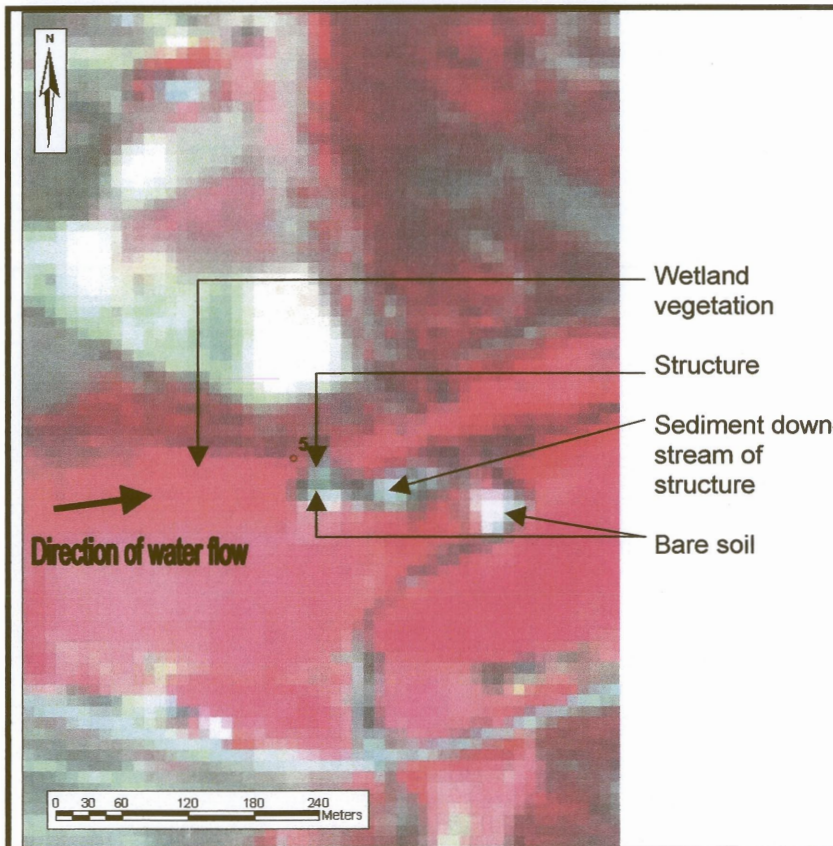 N
Wetland
vegetation
Structure
5
Sediment down
stream of
structure
Direction of water flow
Bare soil
0 30 60 120 180 240
Meters